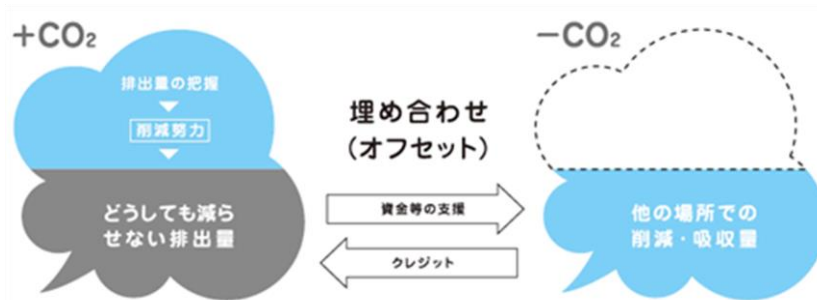 +CO₂
排出量の把握
削減努力
どうしても減ら
せない排出量
埋め合わせ
(オフセット)
資金等の支援
クレジット
-CO₂
他の場所での
削減・吸収量